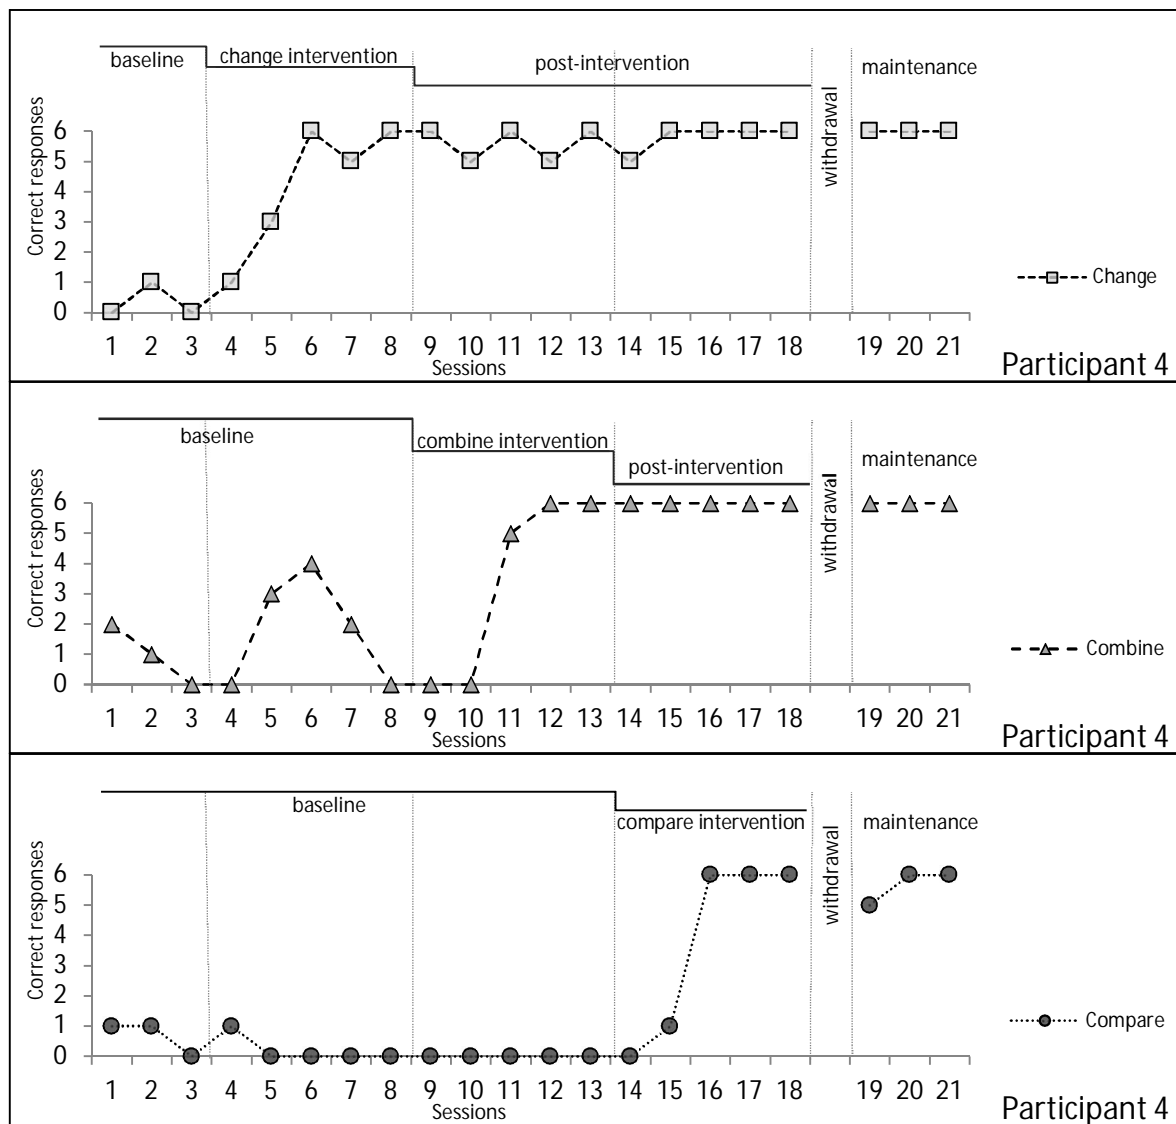 baseline
change intervention
post-intervention
withdrawal
maintenance
Correct responses
6
5
4
3
2
1
0
Change
1 2 3 4 5 6 7 8 9 10 11 12 13 14 15 16 17 18 19 20 21
Sessions
Participant 4
baseline
combine intervention
post-intervention
withdrawal
maintenance
Correct responses
6
5
4
3
2
1
0
Combine
1 2 3 4 5 6 7 8 9 10 11 12 13 14 15 16 17 18 19 20 21
Sessions
Participant 4
baseline
compare intervention
withdrawal
maintenance
Correct responses
6
5
4
3
2
1
0
Compare
1 2 3 4 5 6 7 8 9 10 11 12 13 14 15 16 17 18 19 20 21
Sessions
Participant 4